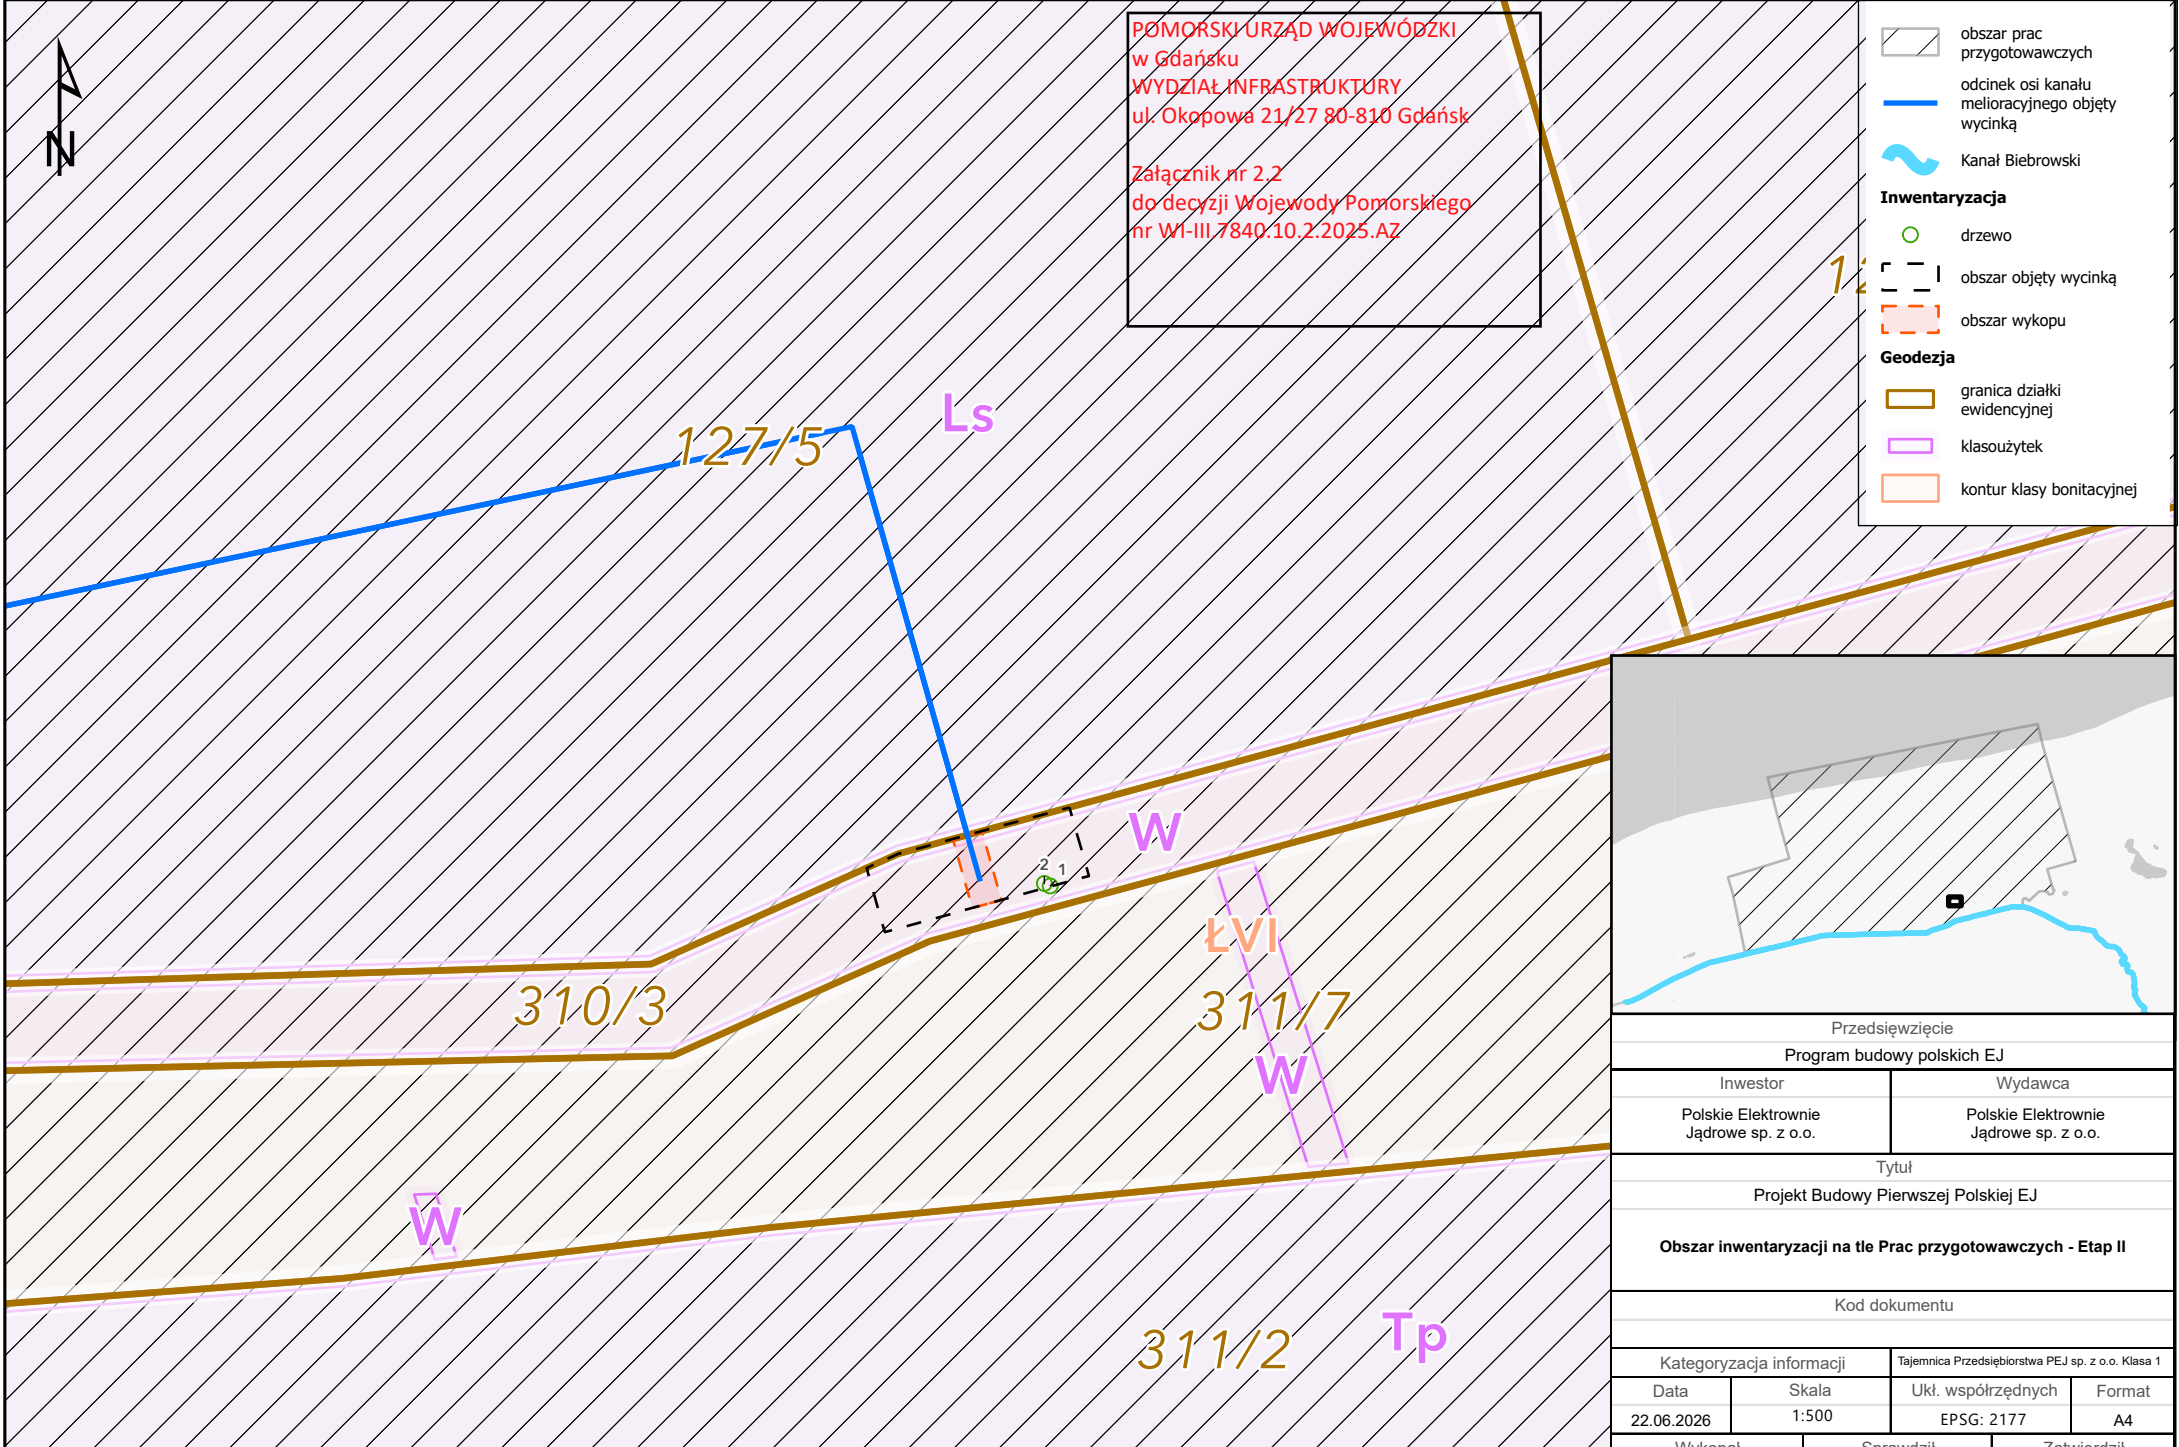 N
POMORSKI URZĄD WOJEWÓDZKI
w Gdańsku
WYDZIAŁ INFRASTRUKTURY
ul. Okopowa 21/27 80-810 Gdańsk
Załącznik nr 2.2
do decyzji Wojewody Pomorskiego
nr WI-III.7840.10.2.2025.AZ
obszar prac
przygotowawczych
odcinek osi kanału
melioracyjnego objęty
wycinką
Kanał Biebrowski
Inwentaryzacja
drzewo
obszar objęty wycinką
obszar wykopu
Geodezja
granica działki
ewidencyjnej
klasoużytek
kontur klasy bonitacyjnej
Ls
127/5
W
2
1
ŁVI
310/3
311/7
W
W
311/2
Tp
Przedsięwzięcie
Program budowy polskich EJ
Inwestor
Wydawca
Polskie Elektrownie
Jądrowe sp. z o.o.
Polskie Elektrownie
Jądrowe sp. z o.o.
Tytuł
Projekt Budowy Pierwszej Polskiej EJ
Obszar inwentaryzacji na tle Prac przygotowawczych - Etap II
Kod dokumentu
Kategoryzacja informacji
Tajemnica Przedsiębiorstwa PEJ sp. z o.o. Klasa 1
Data
Skala
Ukł. współrzędnych
Format
22.06.2026
1:500
EPSG: 2177
A4